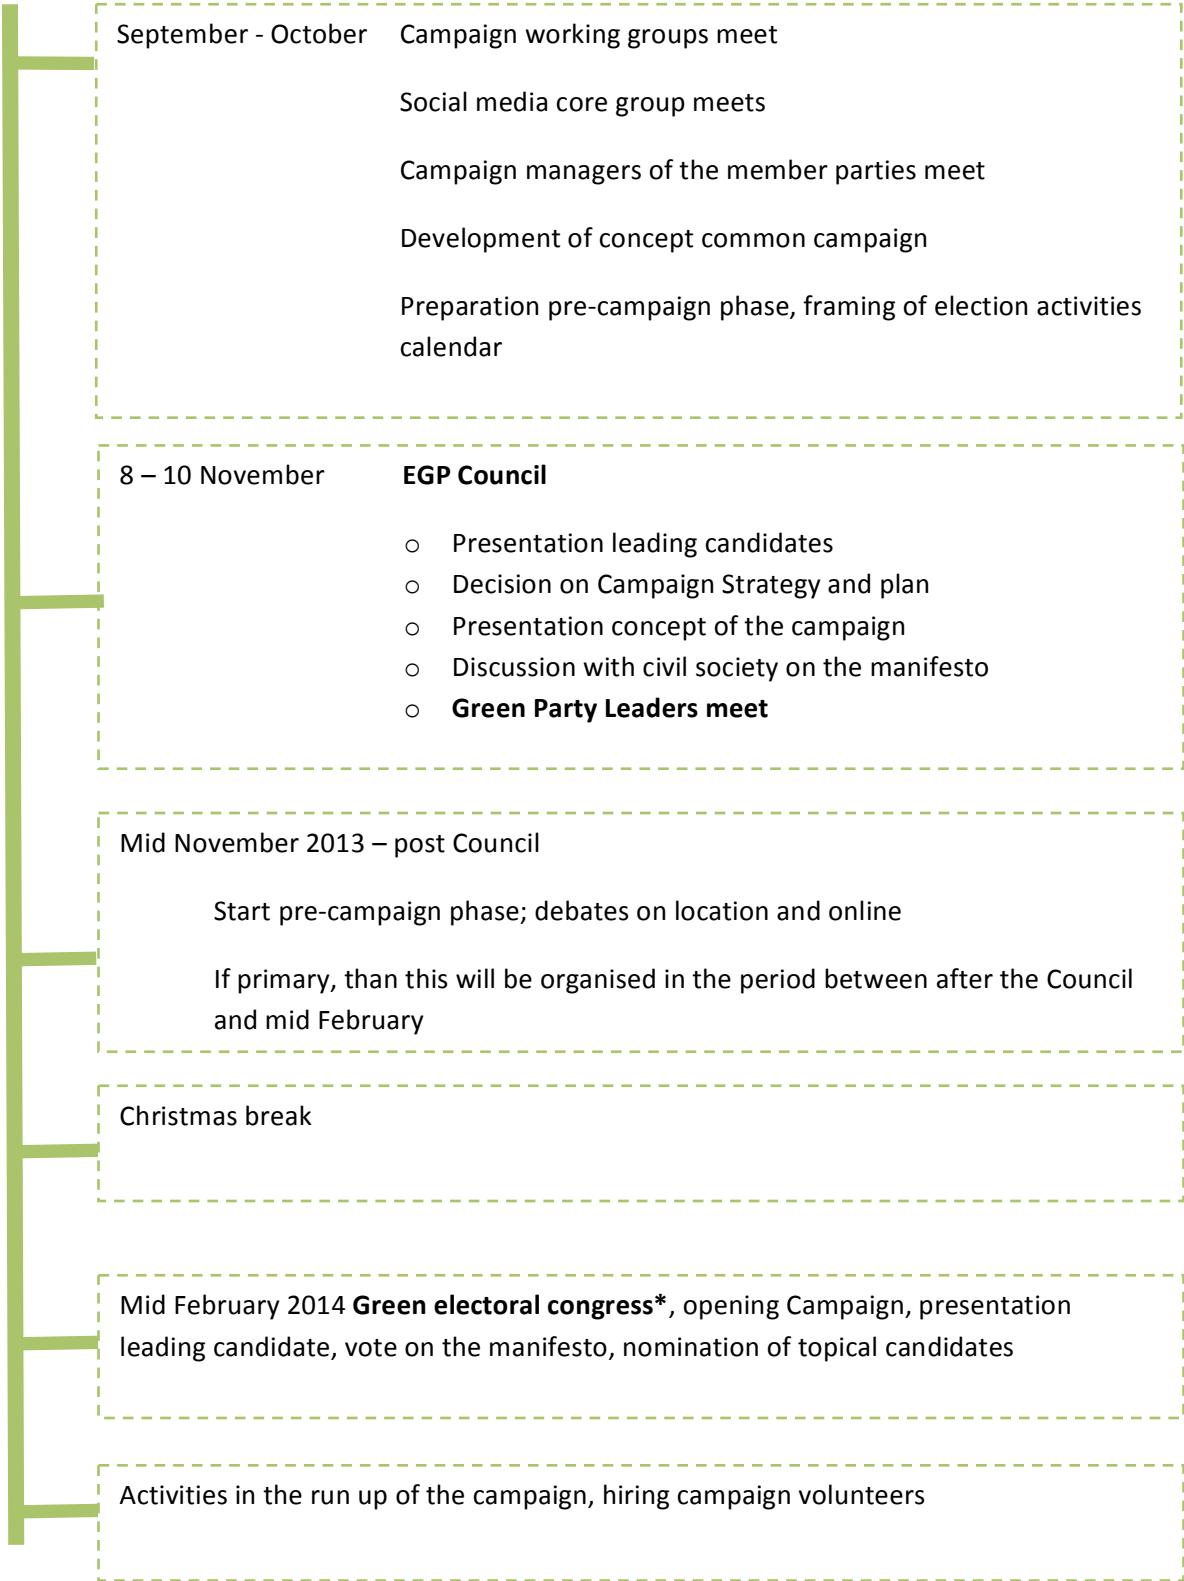 September - October Campaign working groups meet
Social media core group meets
Campaign managers of the member parties meet
Development of concept common campaign
Preparation pre-campaign phase, framing of election activities
calendar
8 – 10 November EGP Council
o Presentation leading candidates
o Decision on Campaign Strategy and plan
o Presentation concept of the campaign
o Discussion with civil society on the manifesto
o Green Party Leaders meet
Mid November 2013 – post Council
Start pre-campaign phase; debates on location and online
If primary, than this will be organised in the period between after the Council
and mid February
Christmas break
Mid February 2014 Green electoral congress*, opening Campaign, presentation
leading candidate, vote on the manifesto, nomination of topical candidates
Activities in the run up of the campaign, hiring campaign volunteers